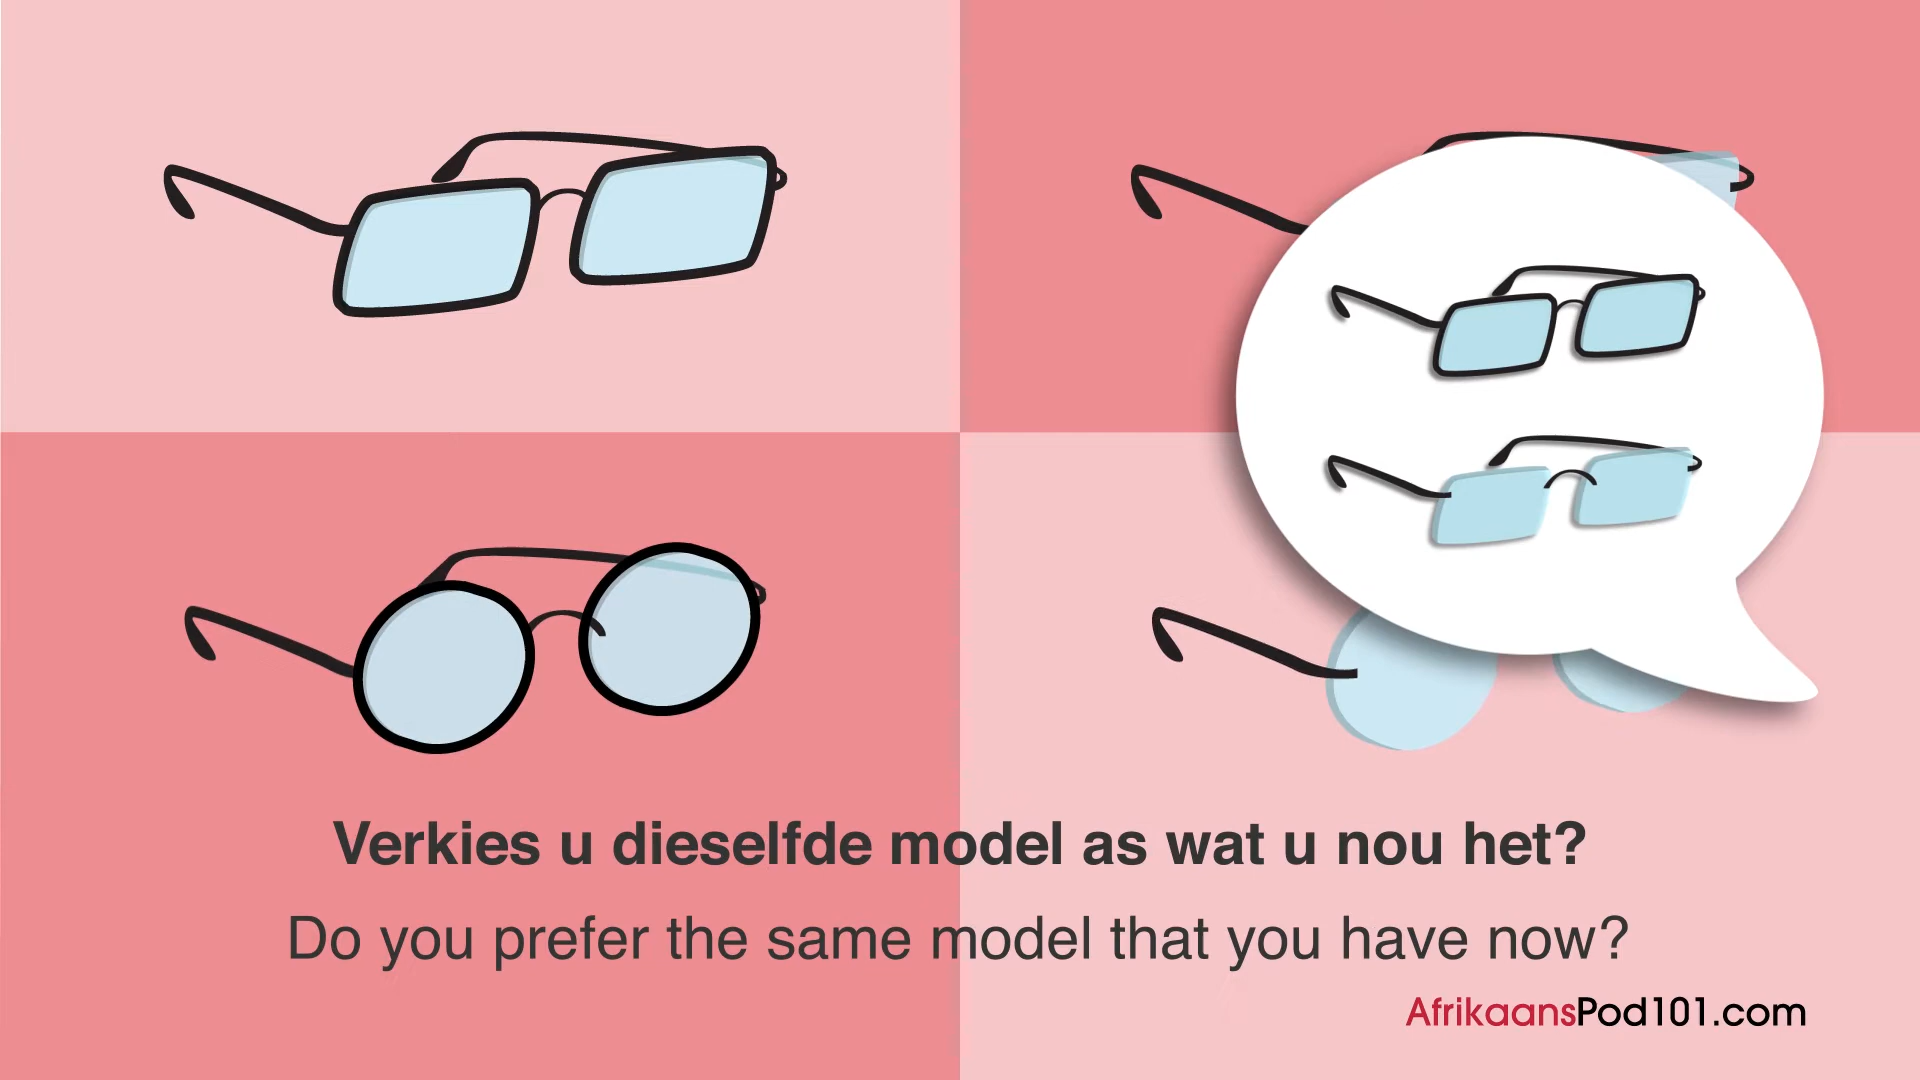 Verkies u dieselfde model as wat u nou het?
Do you prefer the same model that you have now?
AfrikaansPod101.com